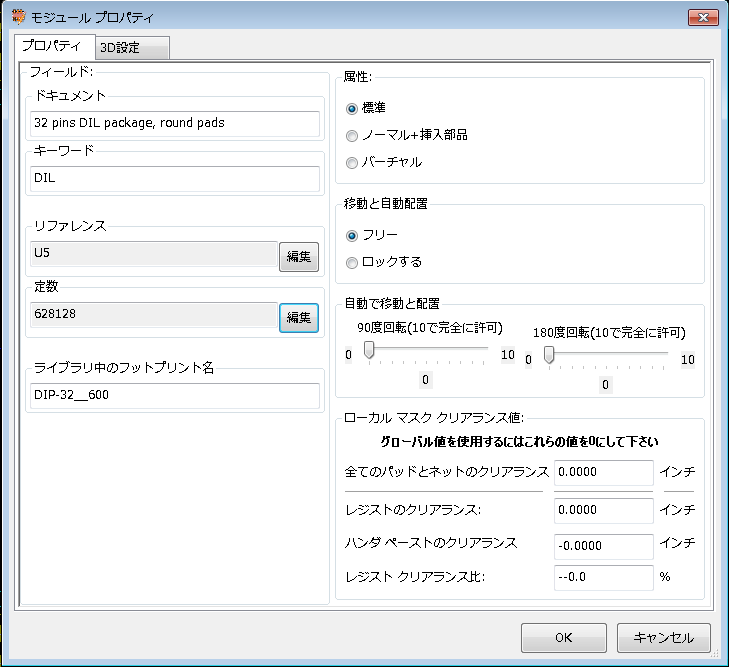 モジュール プロパティ
プロパティ
3D設定
フィールド:
ドキュメント
32 pins DIL package, round pads
キーワード
DIL
リファレンス
U5
編集
定数
628128
編集
ライブラリ中のフットプリント名
DIP-32__600
属性:
標準
ノーマル+挿入部品
バーチャル
移動と自動配置
フリー
ロックする
自動で移動と配置
90度回転(10で完全に許可)
0
10
0
180度回転(10で完全に許可)
0
10
0
ローカル マスク クリアランス値:
グローバル値を使用するにはこれらの値を0にして下さい
全てのパッドとネットのクリアランス 0.0000 インチ
レジストのクリアランス: 0.0000 インチ
ハンダ ペーストのクリアランス -0.0000 インチ
レジスト クリアランス比: --0.0 %
OK
キャンセル